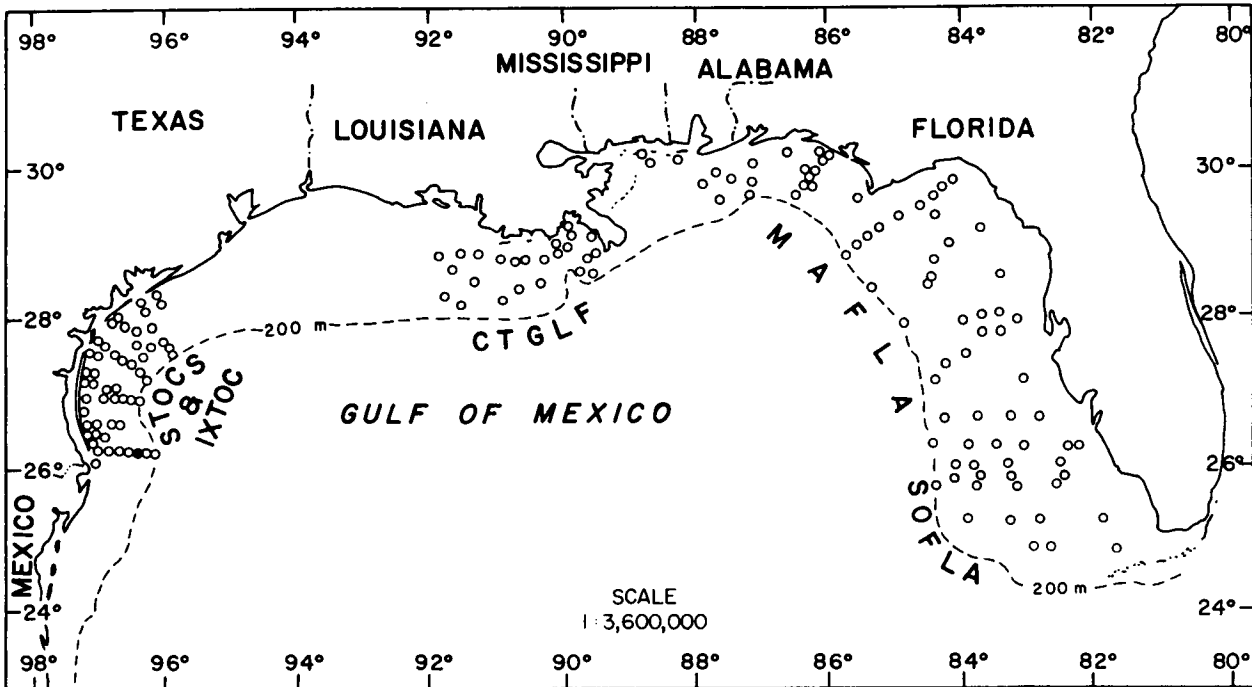 98° 96° 94° 92° 90° 88° 86° 84° 82° 80°
MISSISSIPPI ALABAMA
TEXAS LOUISIANA FLORIDA
30° 30°
MAFLA
28° 28°
200 m
CTGLF
STOCS
&
IXTOC
GULF OF MEXICO
26° 26°
SOFLA
MEXICO
200 m
SCALE
1:3,600,000
24° 24°
98° 96° 94° 92° 90° 88° 86° 84° 82° 80°